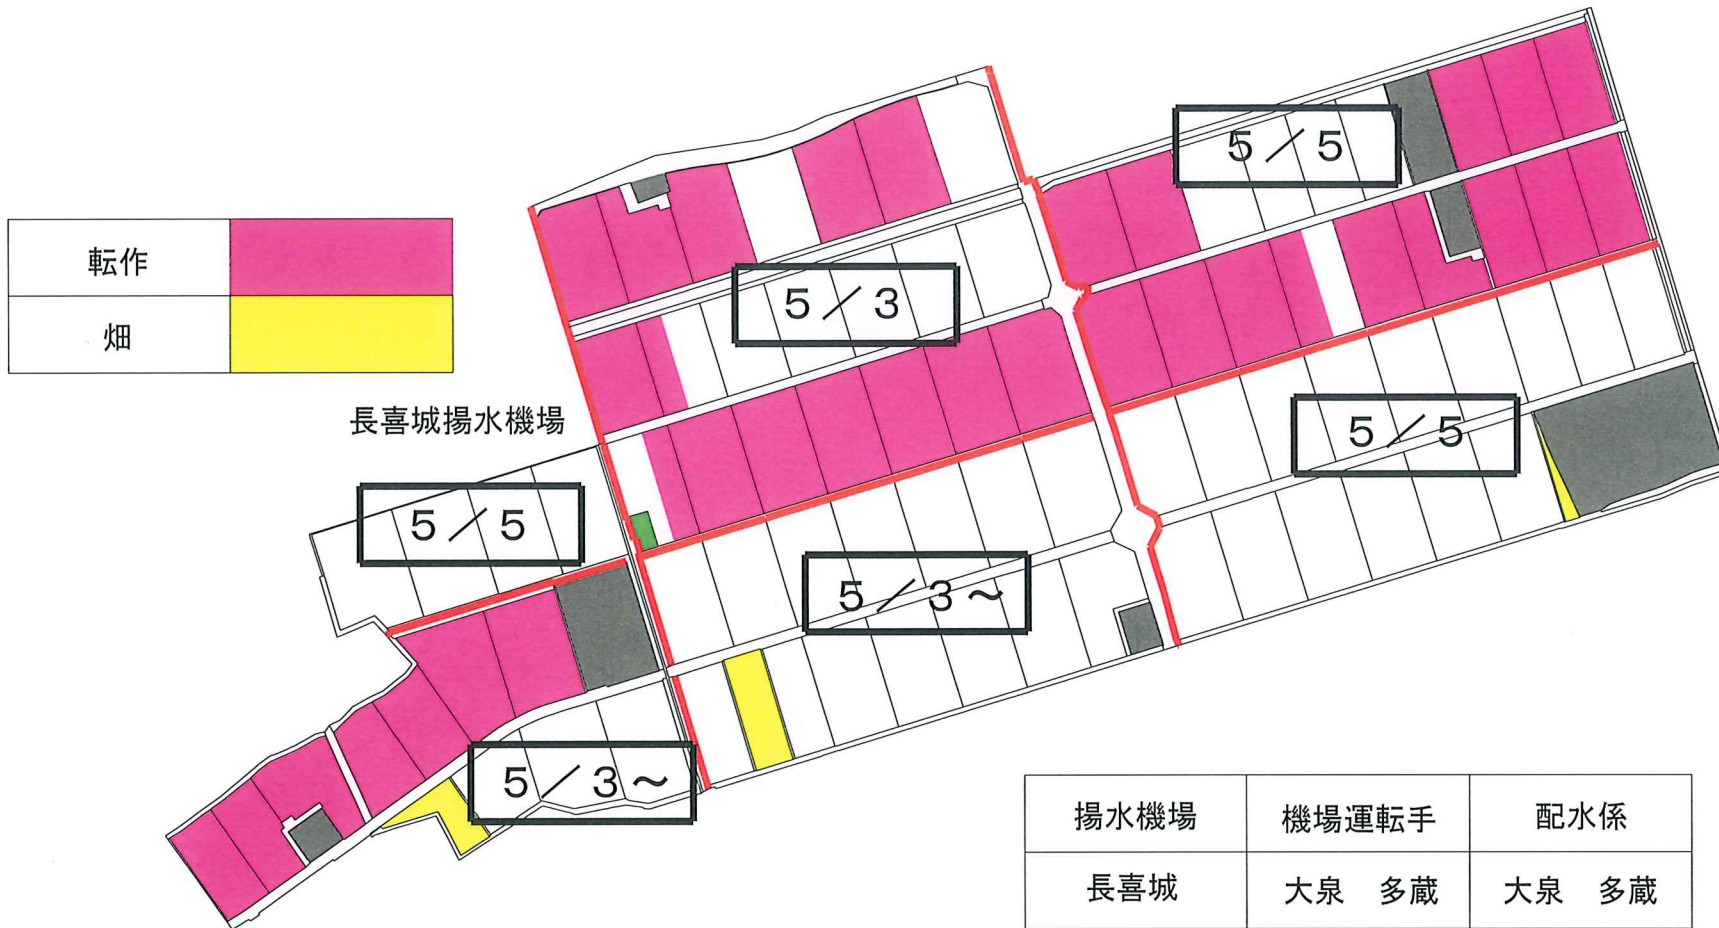 5／5
転作
5／3
畑
5／5
長喜城揚水機場
5／5
5／3～
5／3～
揚水機場 機場運転手 配水係
長喜城 大泉　多蔵 大泉　多蔵